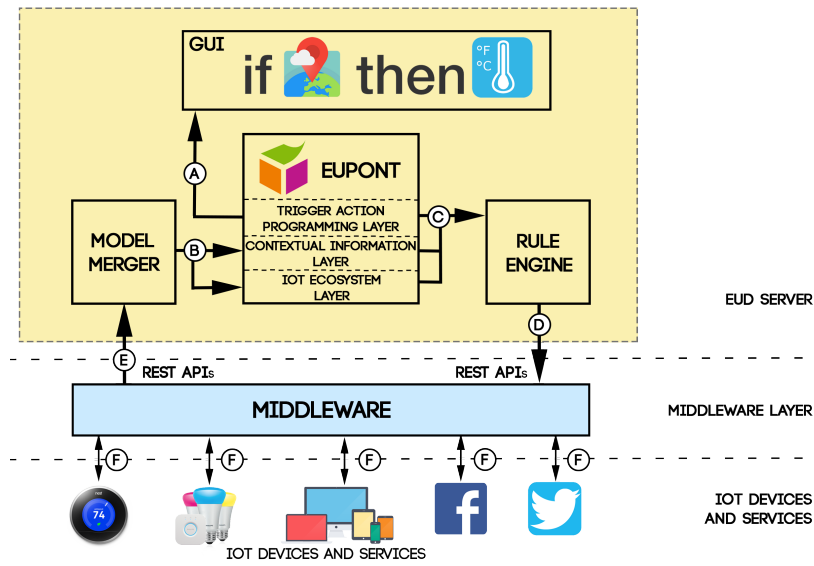 GUI
if then
°F
°C
A
EUPONT
TRIGGER ACTION
PROGRAMMING LAYER
C
MODEL
MERGER
B
CONTEXTUAL INFORMATION
LAYER
RULE
ENGINE
IOT ECOSYSTEM
LAYER
EUD SERVER
D
E
REST APIs
REST APIs
MIDDLEWARE
MIDDLEWARE LAYER
F
F
F
F
F
74
IOT DEVICES
AND SERVICES
IOT DEVICES AND SERVICES